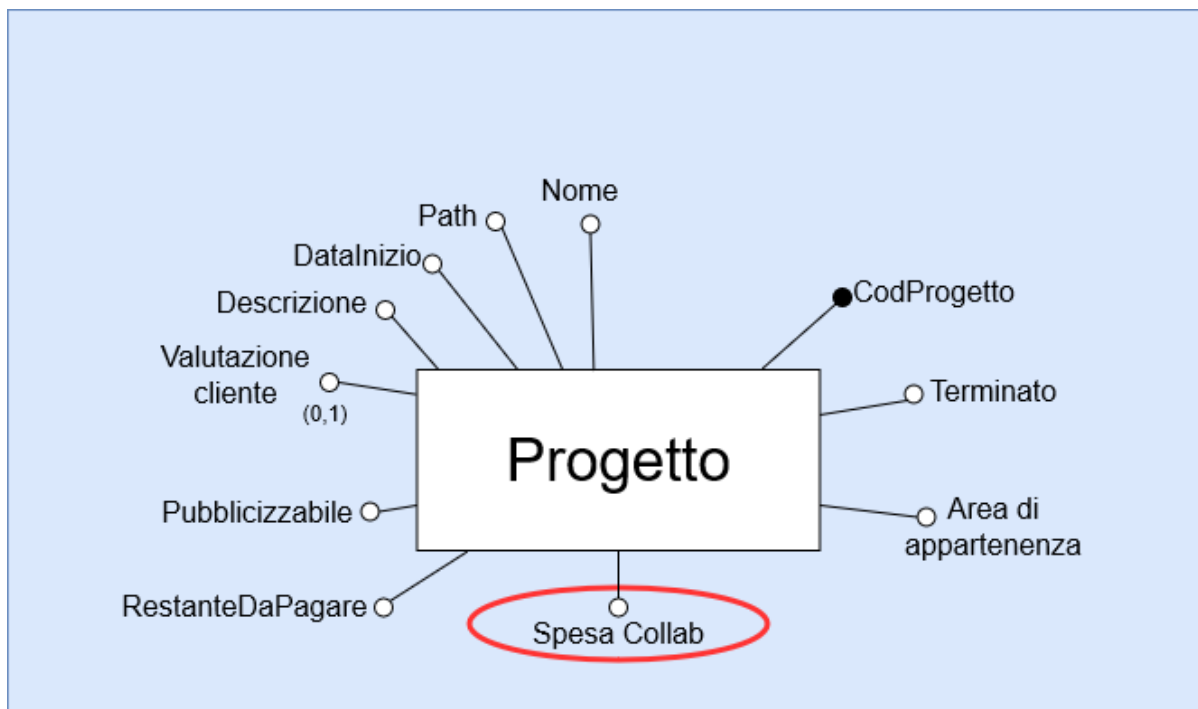 Nome
Path
DataInizio
CodProgetto
Descrizione
Valutazione
cliente
(0,1)
Terminato
Progetto
Pubblicizzabile
Area di
appartenenza
RestanteDaPagare
Spesa Collab